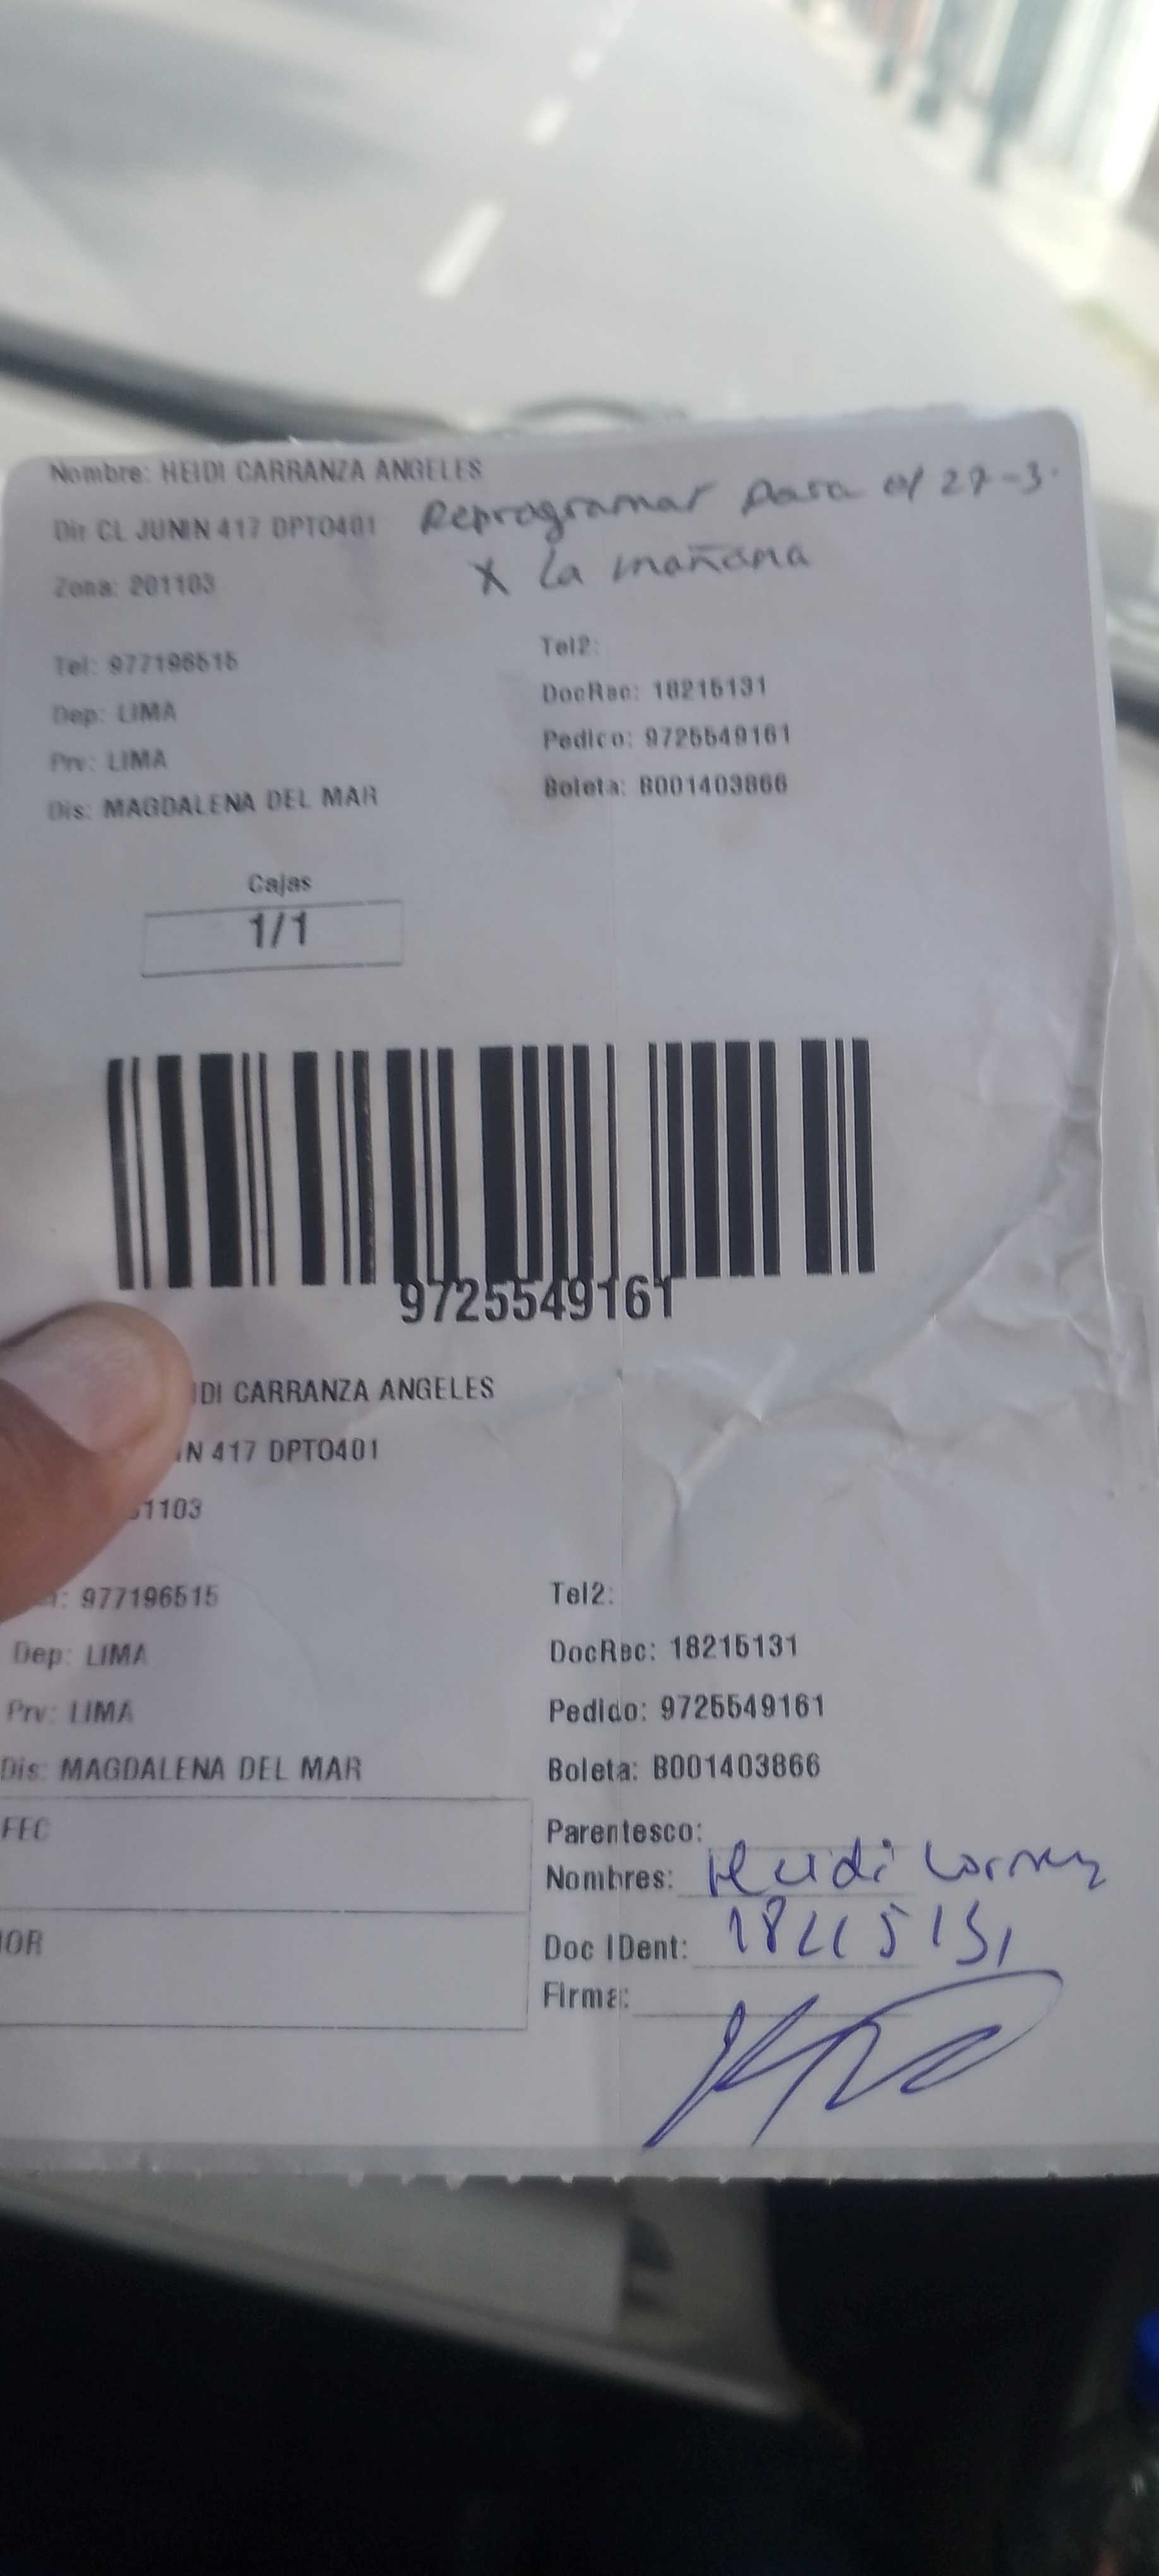 Nombre: HEIDI CARRANZA ANGELES
Dir CL JUNIN 417 DPTO401
Reprogramar para el 27-3.
Zona: 201103
X la mañana
Tel: 977196515
Tel2:
DocRec: 18215131
Dep: LIMA
Pedido: 9725549161
Prv: LIMA
Boleta: B001403866
Dis: MAGDALENA DEL MAR
Cajas
1/1
9725549161
IDI CARRANZA ANGELES
IN 417 DPTO401
1103
: 977196515
Tel2:
Dep: LIMA
DocRec: 18215131
Prv: LIMA
Pedido: 9725549161
Dis: MAGDALENA DEL MAR
Boleta: B001403866
FEC
Parentesco:
Nombres: Heidi
IOR
Doc IDent: 18215131
Firma: